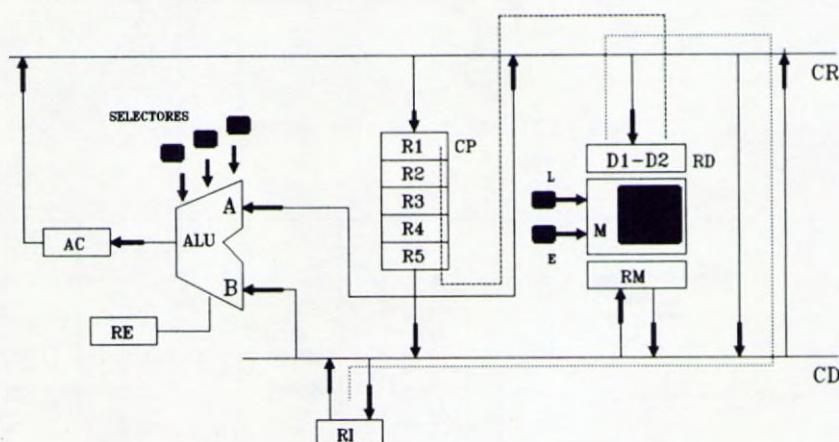 CR
SELECTORES
R1 CP
R2
R3
R4
R5
D1-D2 RD
L
M
E
RM
A
ALU
B
AC
RE
CD
RI